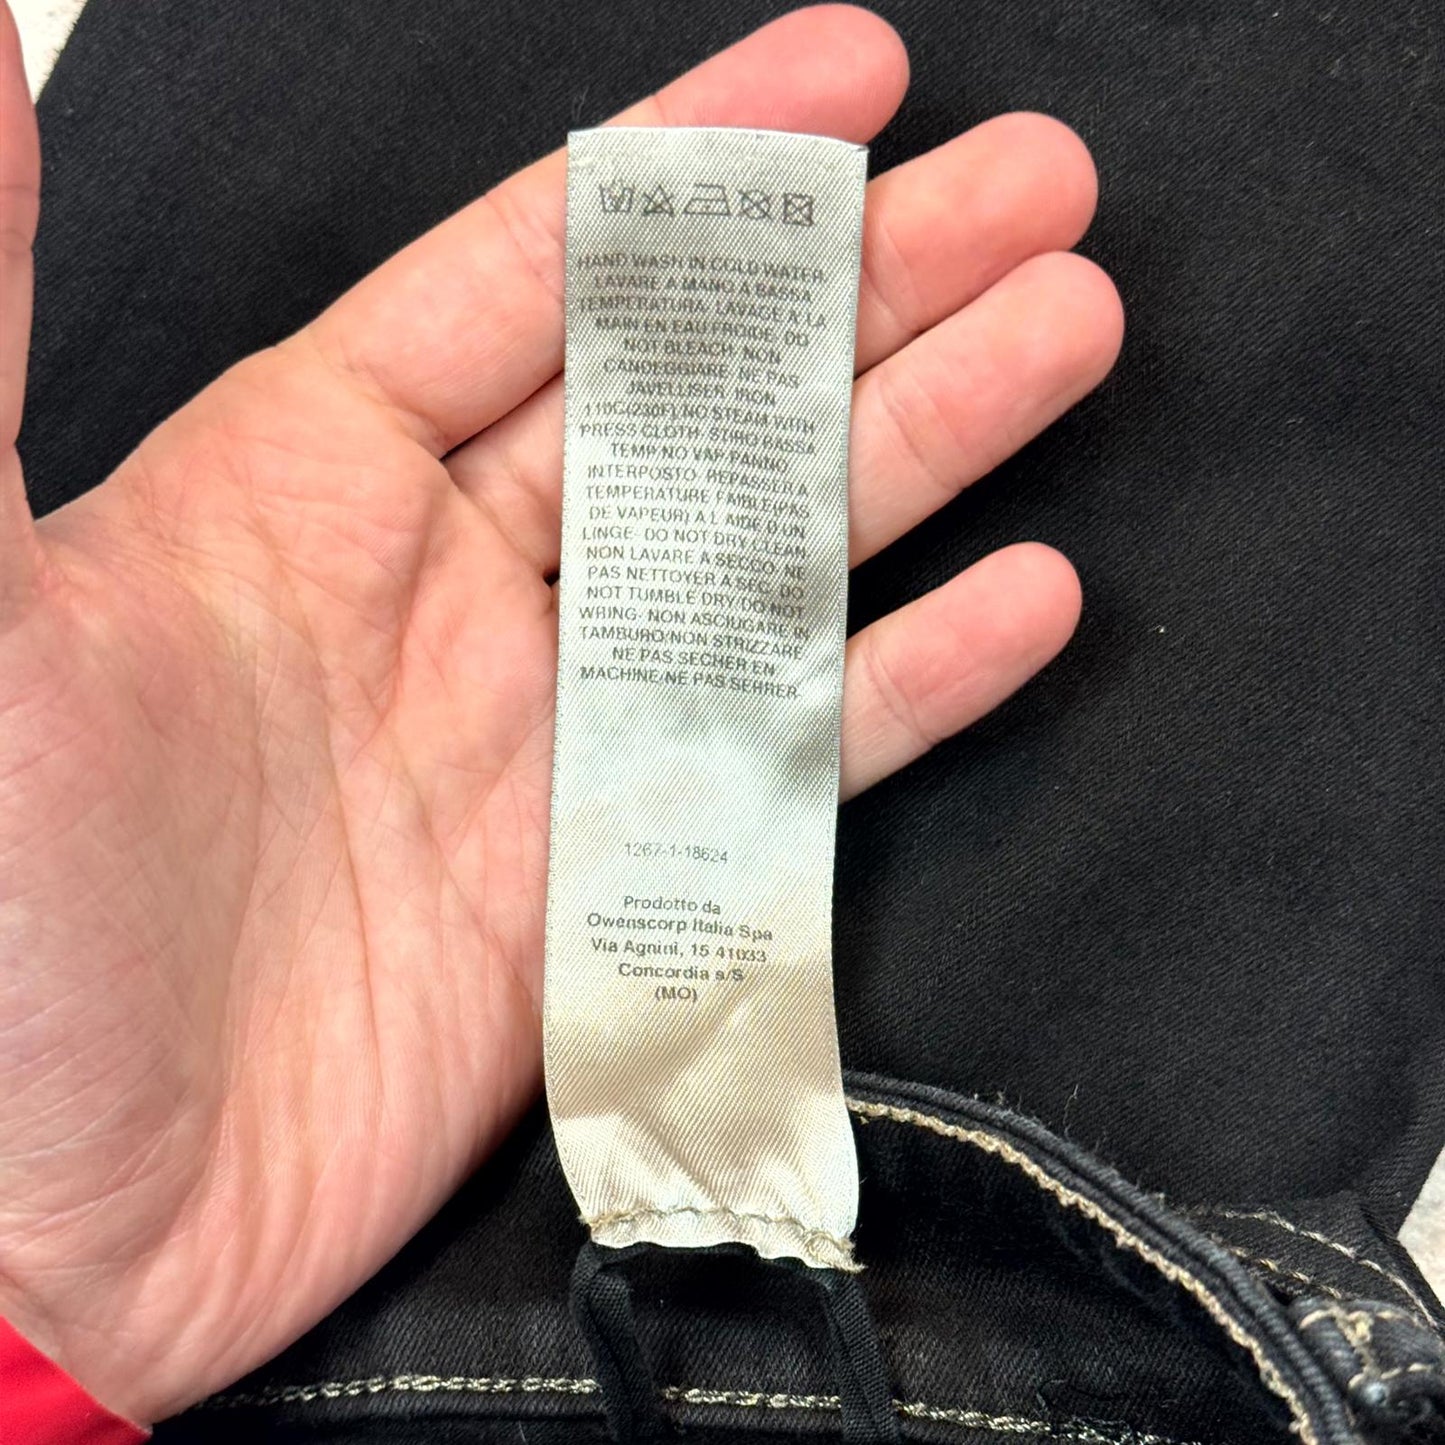 HAND WASH IN COLD WATER,
LAVARE A MANO A BASSA
TEMPERATURA- LAVAGE A LA
MAIN EN EAU FROIDE, DO
NOT BLEACH- NON
CANDEGGIARE, NE PAS
JAVELLISER, IRON
110C(230F) NO STEAM WITH
PRESS CLOTH- STIRO BASSA
TEMP.NO VAP.PANNO
INTERPOSTO- REPASSER A
TEMPERATURE FAIBLE(PAS
DE VAPEUR) A L AIDE D UN
LINGE- DO NOT DRY CLEAN-
NON LAVARE A SECCO- NE
PAS NETTOYER A SEC, DO
NOT TUMBLE DRY/DO NOT
WRING- NON ASCIUGARE IN
TAMBURO/NON STRIZZARE
NE PAS SECHER EN
MACHINE/NE PAS SEHRER
1267-1-18624
Prodotto da
Owenscorp Italia Spa
Via Agnini, 15 41033
Concordia s/S
(MO)